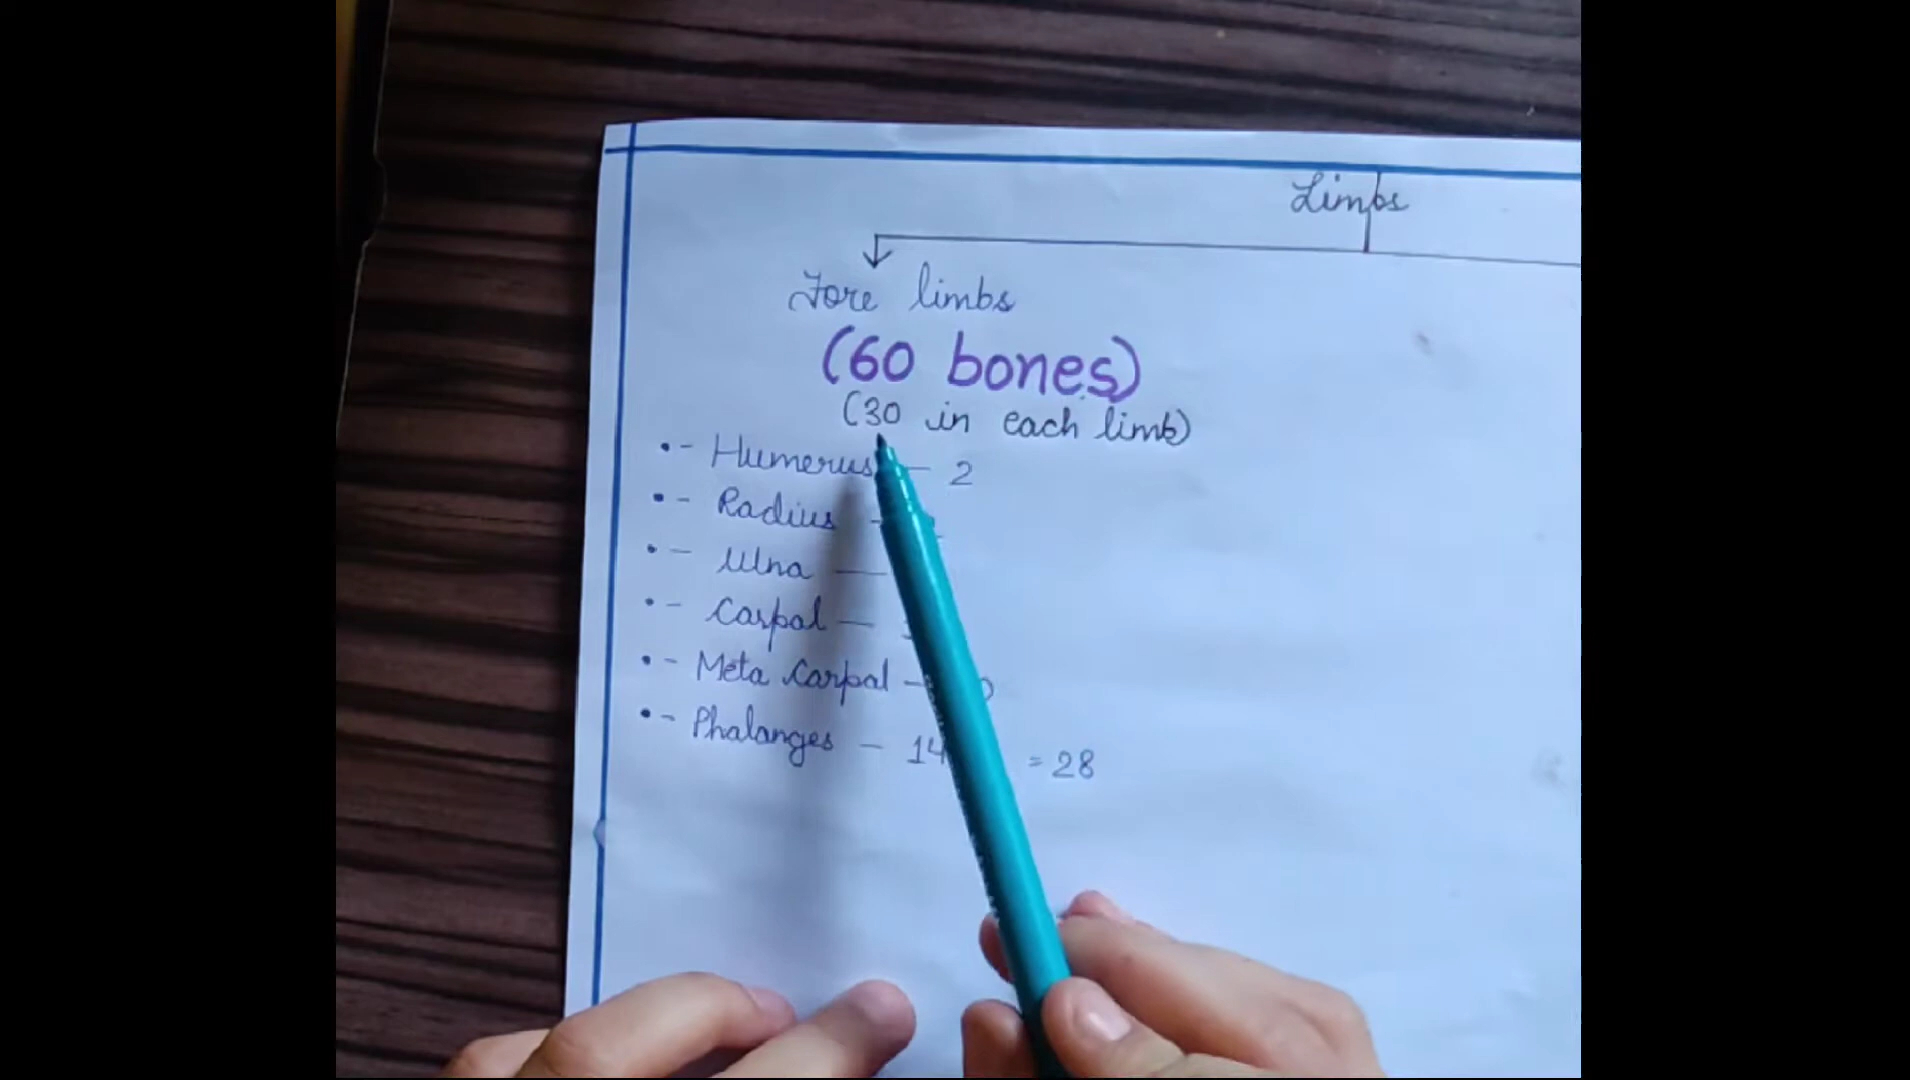 Limbs
Fore limbs
(60 bones)
(30 in each limb)
•- Humerus - 2
•- Radius -
•- Ulna —
•- Carpal —
•- Meta Carpal -
•- Phalanges - 14 = 28